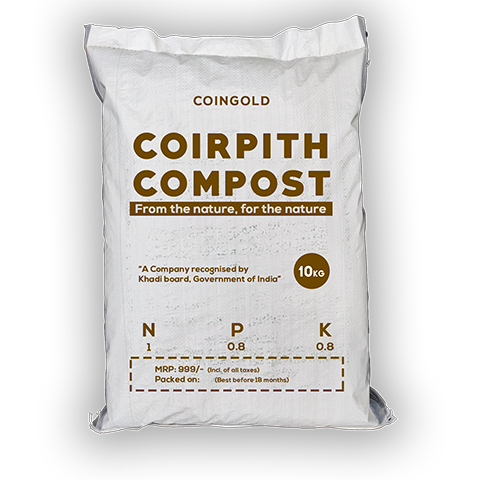 COINGOLD
COIRPITH
COMPOST
From the nature, for the nature
"A Company recognised by
Khadi board, Government of India"
10KG
N P K
1 0.8 0.8
MRP: 999/- (Incl. of all taxes)
Packed on: (Best before 18 months)